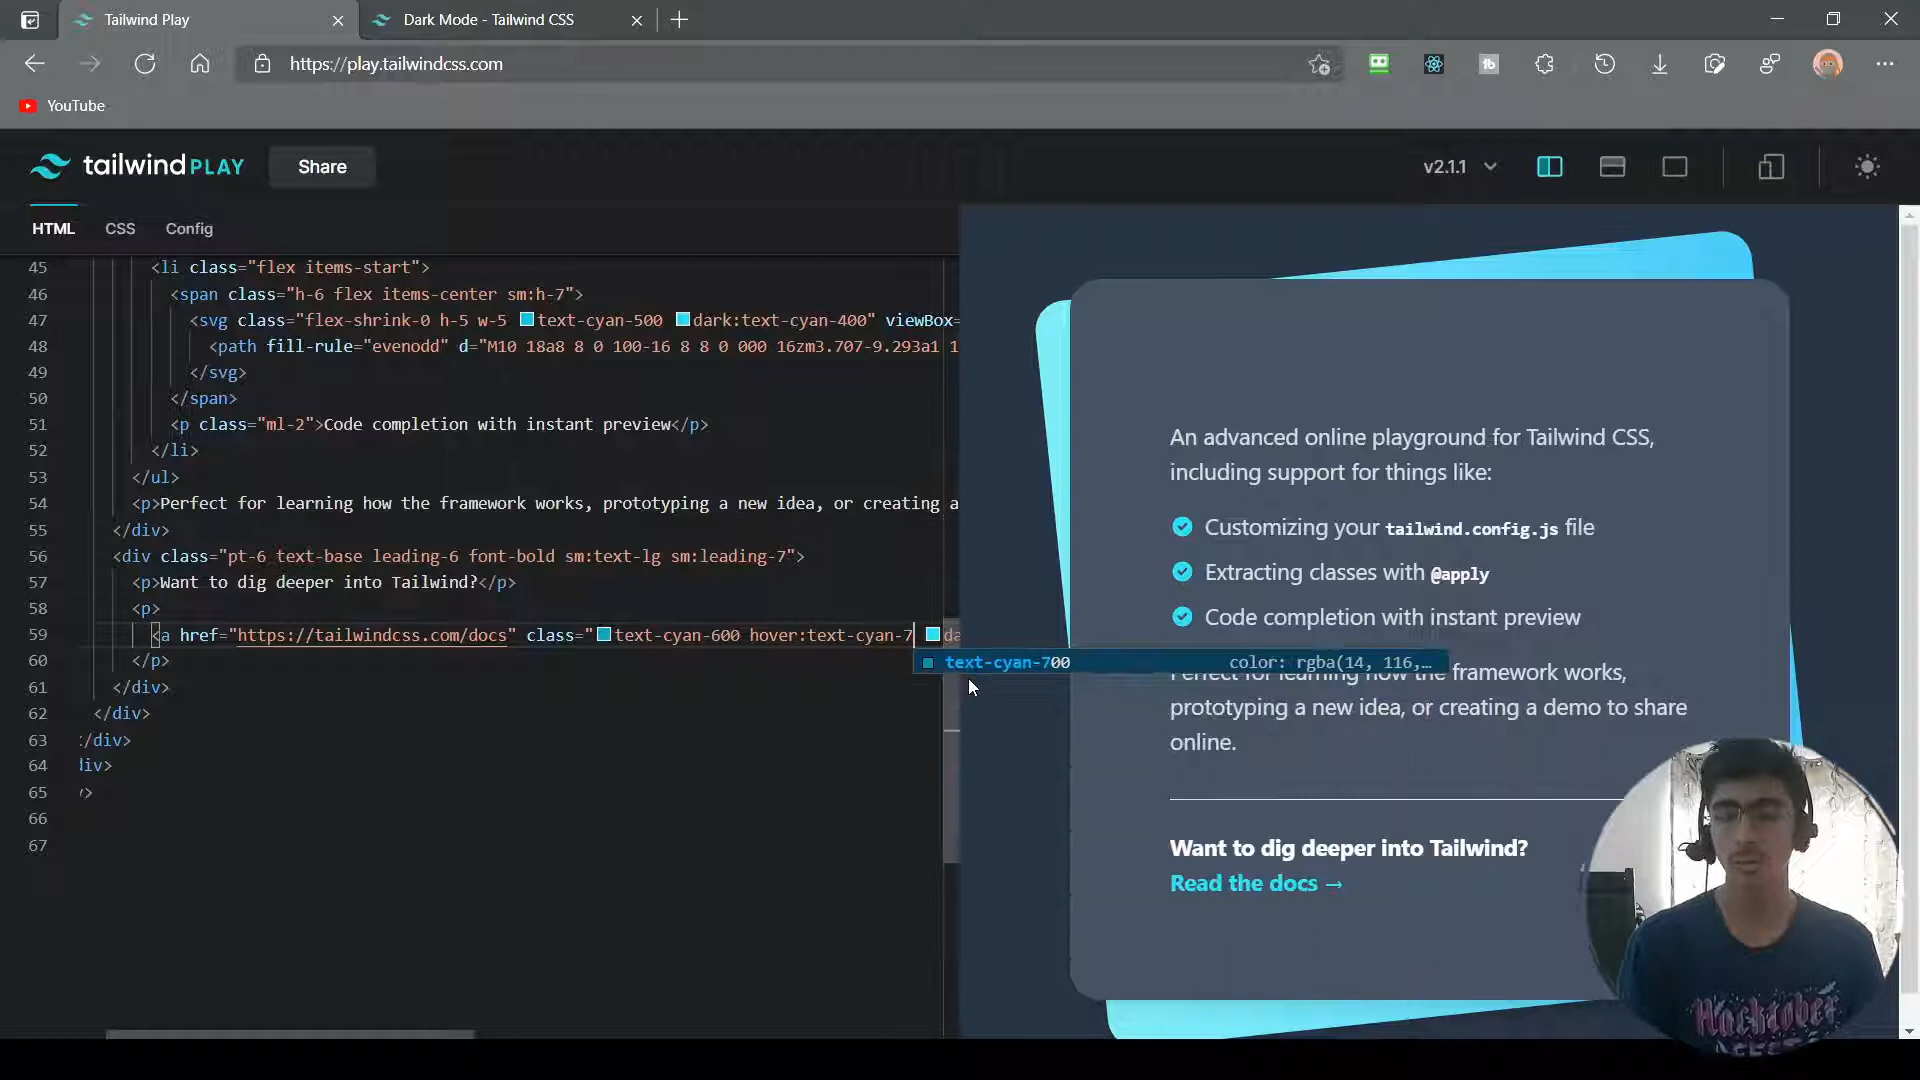 Tailwind Play
Dark Mode - Tailwind CSS
https://play.tailwindcss.com
YouTube
tailwind PLAY
Share
v2.1.1
HTML
CSS
Config
45 <li class="flex items-start">
46 <span class="h-6 flex items-center sm:h-7">
47 <svg class="flex-shrink-0 h-5 w-5 text-cyan-500 dark:text-cyan-400" viewBox=
48 <path fill-rule="evenodd" d="M10 18a8 8 0 100-16 8 8 0 000 16zm3.707-9.293a1 1
49 </svg>
50 </span>
51 <p class="ml-2">Code completion with instant preview</p>
52 </li>
53 </ul>
54 <p>Perfect for learning how the framework works, prototyping a new idea, or creating a
55 </div>
56 <div class="pt-6 text-base leading-6 font-bold sm:text-lg sm:leading-7">
57 <p>Want to dig deeper into Tailwind?</p>
58 <p>
59 <a href="https://tailwindcss.com/docs" class="text-cyan-600 hover:text-cyan-7 da
text-cyan-700 color: rgba(14, 116,…
60 </p>
61 </div>
62 </div>
63 /div>
64 div>
65 >
66
67
An advanced online playground for Tailwind CSS,
including support for things like:
Customizing your tailwind.config.js file
Extracting classes with @apply
Code completion with instant preview
Perfect for learning how the framework works,
prototyping a new idea, or creating a demo to share
online.
Want to dig deeper into Tailwind?
Read the docs →
Hacktober